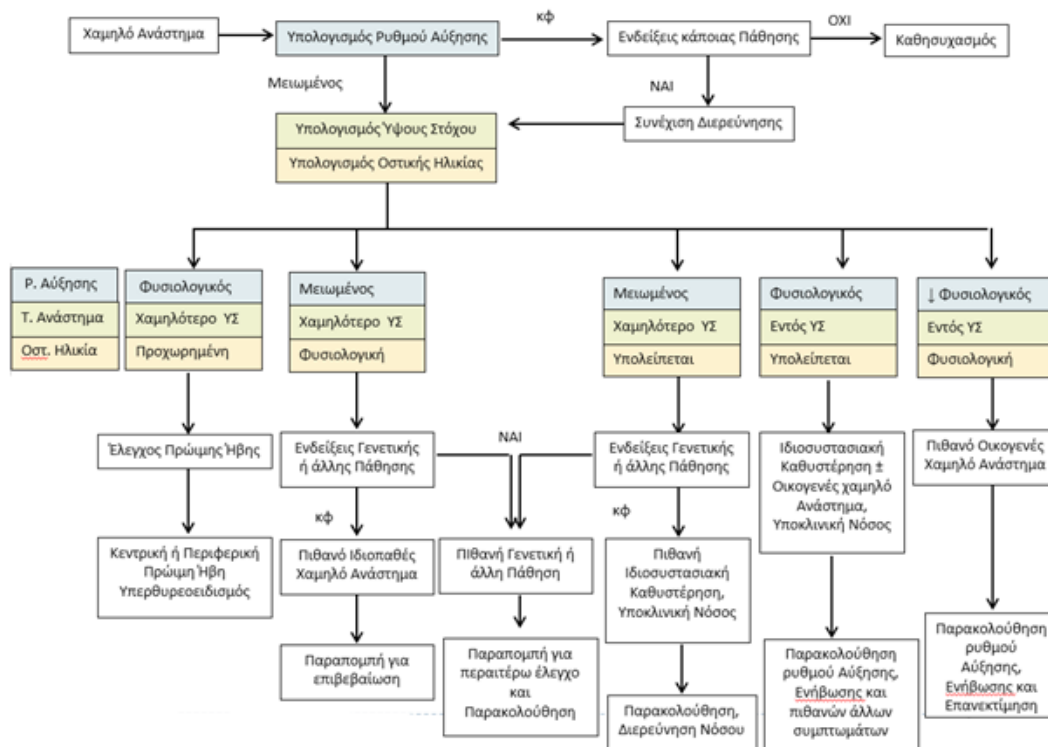 Χαμηλό Ανάστημα
Υπολογισμός Ρυθμού Αύξησης
κφ
Ενδείξεις κάποιας Πάθησης
ΟΧΙ
Καθησυχασμός
Μειωμένος
ΝΑΙ
Υπολογισμός Ύψους Στόχου
Συνέχιση Διερεύνησης
Υπολογισμός Οστικής Ηλικίας
Ρ. Αύξησης
Τ. Ανάστημα
Οστ. Ηλικία
Φυσιολογικός
Χαμηλότερο ΥΣ
Προχωρημένη
Μειωμένος
Χαμηλότερο ΥΣ
Φυσιολογική
Μειωμένος
Χαμηλότερο ΥΣ
Υπολείπεται
Φυσιολογικός
Εντός ΥΣ
Υπολείπεται
↓ Φυσιολογικός
Εντός ΥΣ
Φυσιολογική
Έλεγχος Πρώιμης Ήβης
Ενδείξεις Γενετικής
ή άλλης Πάθησης
ΝΑΙ
Ενδείξεις Γενετικής
ή άλλης Πάθησης
Ιδιοσυστασιακή
Καθυστέρηση ±
Οικογενές χαμηλό
Ανάστημα,
Υποκλινική Νόσος
Πιθανό Οικογενές
Χαμηλό Ανάστημα
κφ
κφ
Κεντρική ή Περιφερική
Πρώιμη Ήβη
Υπερθυρεοειδισμός
Πιθανό Ιδιοπαθές
Χαμηλό Ανάστημα
ΠΙθανή Γενετική ή
άλλη Πάθηση
Πιθανή
Ιδιοσυστασιακή
Καθυστέρηση,
Υποκλινική Νόσος
Παραπομπή για
επιβεβαίωση
Παραπομπή για
περαιτέρω έλεγχο
και
Παρακολούθηση
Παρακολούθηση,
Διερεύνηση Νόσου
Παρακολούθηση
ρυθμού Αύξησης,
Ενήβωσης και
πιθανών άλλων
συμπτωμάτων
Παρακολούθηση
ρυθμού
Αύξησης,
Ενήβωσης και
Επανεκτίμηση